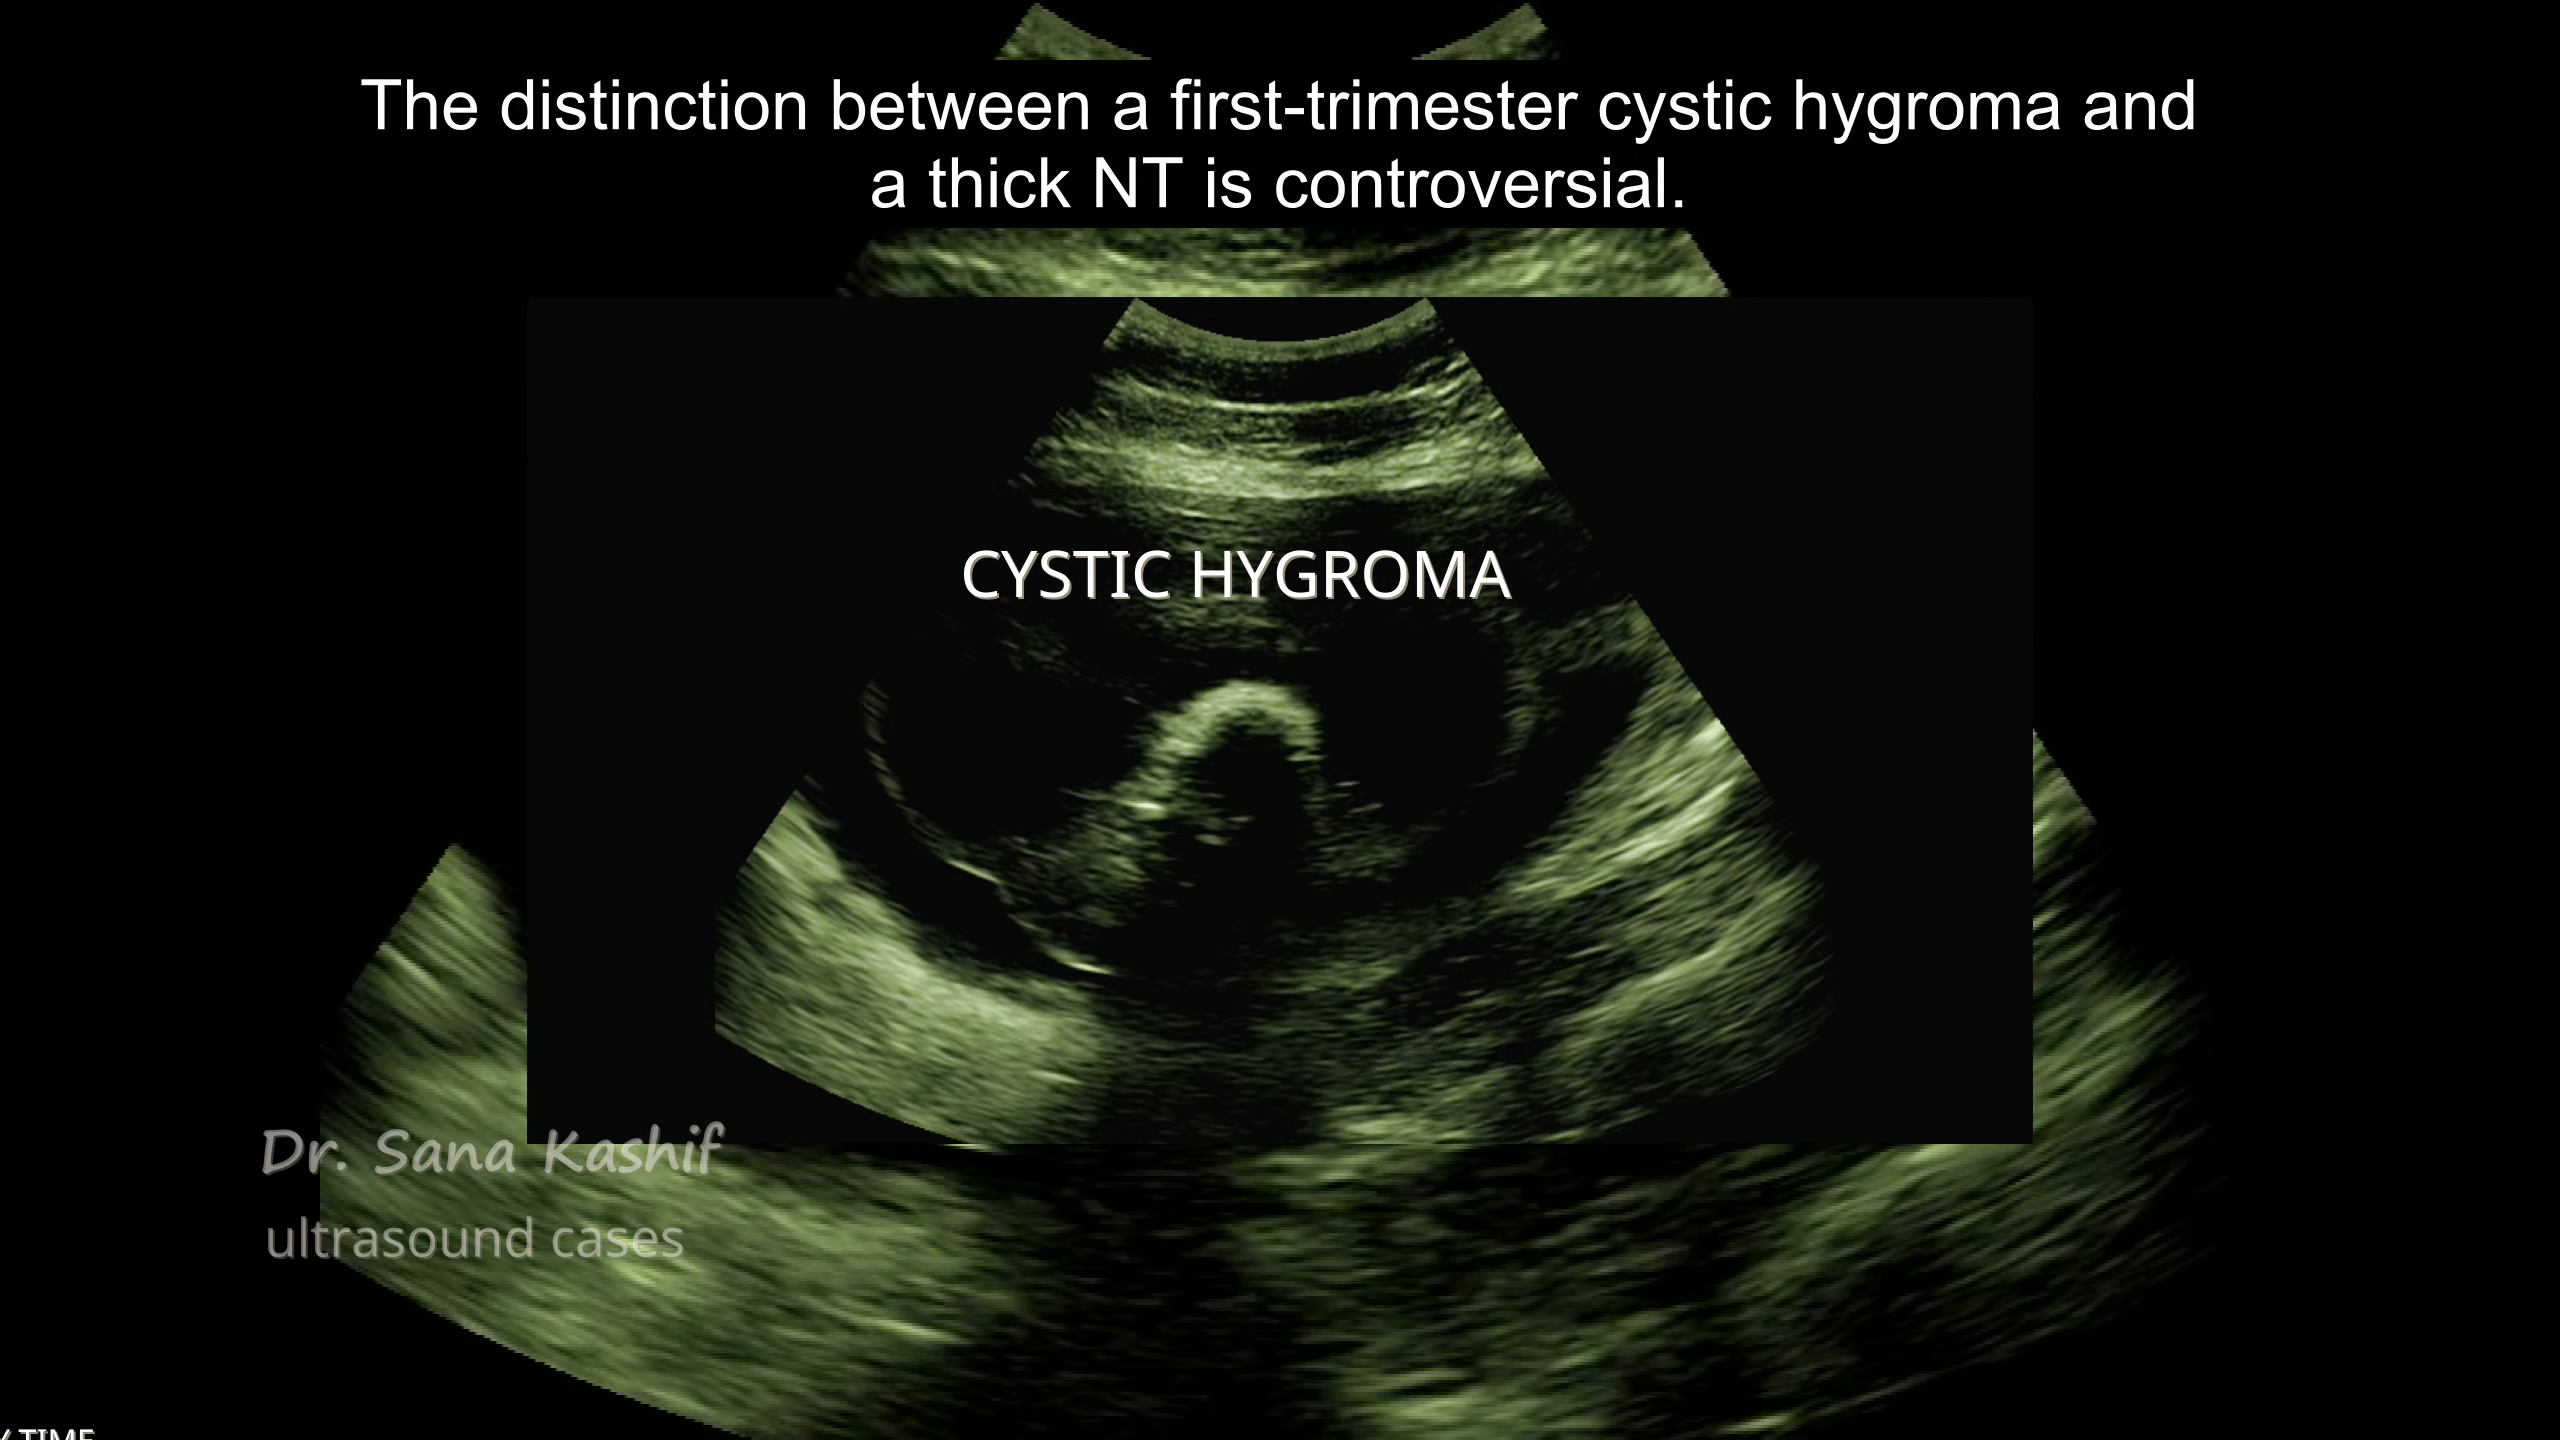 The distinction between a first-trimester cystic hygroma and
a thick NT is controversial.
CYSTIC HYGROMA
Dr. Sana Kashif
ultrasound cases
TIME